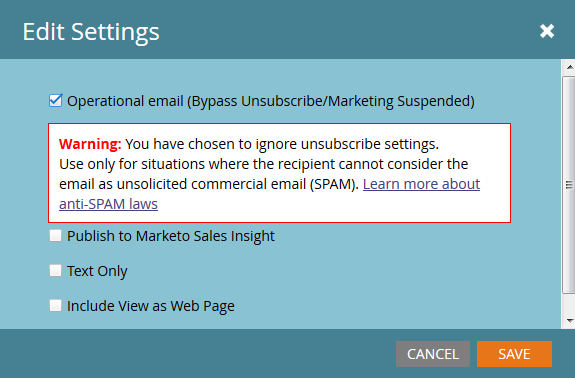 Edit Settings
Operational email (Bypass Unsubscribe/Marketing Suspended)
Warning: You have chosen to ignore unsubscribe settings.
Use only for situations where the recipient cannot consider the
email as unsolicited commercial email (SPAM). Learn more about
anti-SPAM laws
Publish to Marketo Sales Insight
Text Only
Include View as Web Page
CANCEL
SAVE